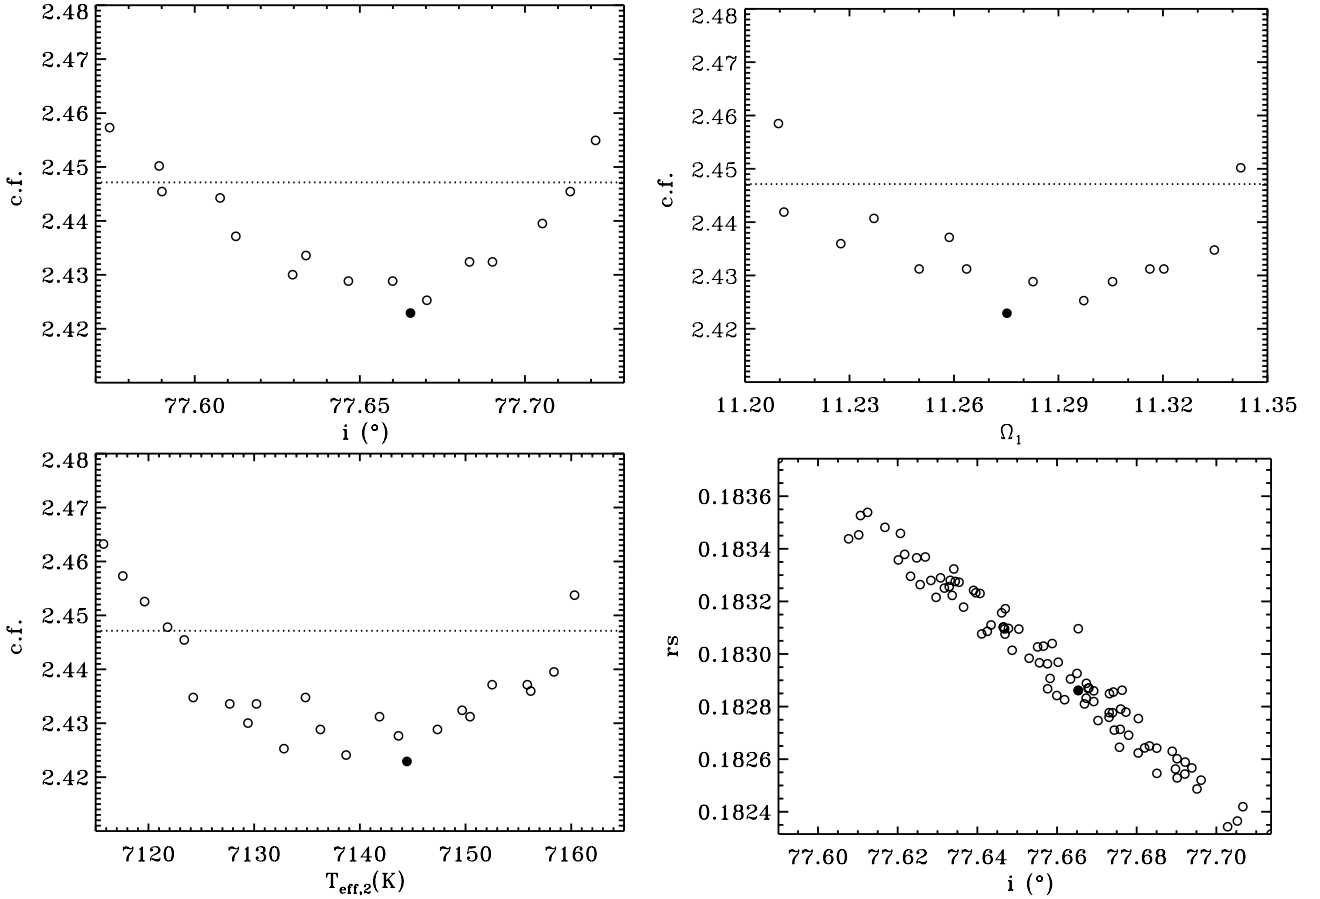 2.48
2.47
2.46
2.45
2.44
2.43
2.42
c.f.
77.60 77.65 77.70
i (°)
2.48
2.47
2.46
2.45
2.44
2.43
2.42
c.f.
11.20 11.23 11.26 11.29 11.32 11.35
Ω1
2.48
2.47
2.46
2.45
2.44
2.43
2.42
c.f.
7120 7130 7140 7150 7160
Teff,2(K)
0.1836
0.1834
0.1832
0.1830
0.1828
0.1826
0.1824
rs
77.60 77.62 77.64 77.66 77.68 77.70
i (°)